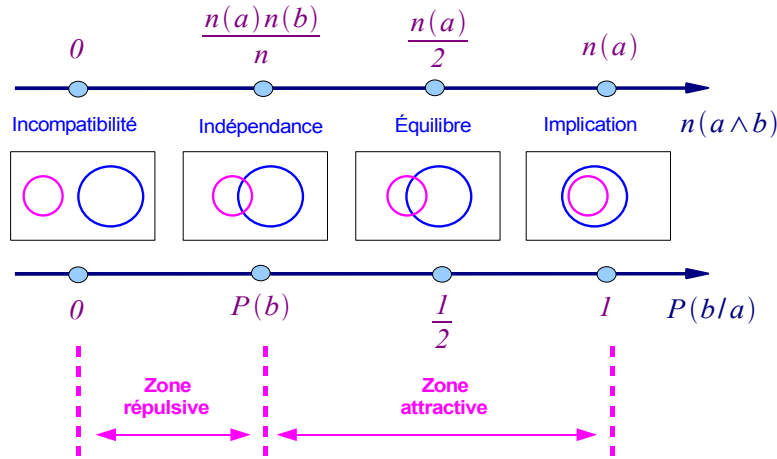 0 n(a)n(b)/n n(a)/2 n(a)
Incompatibilité Indépendance Équilibre Implication n(a∧b)
0 P(b) 1/2 1 P(b/a)
Zone répulsive
Zone attractive